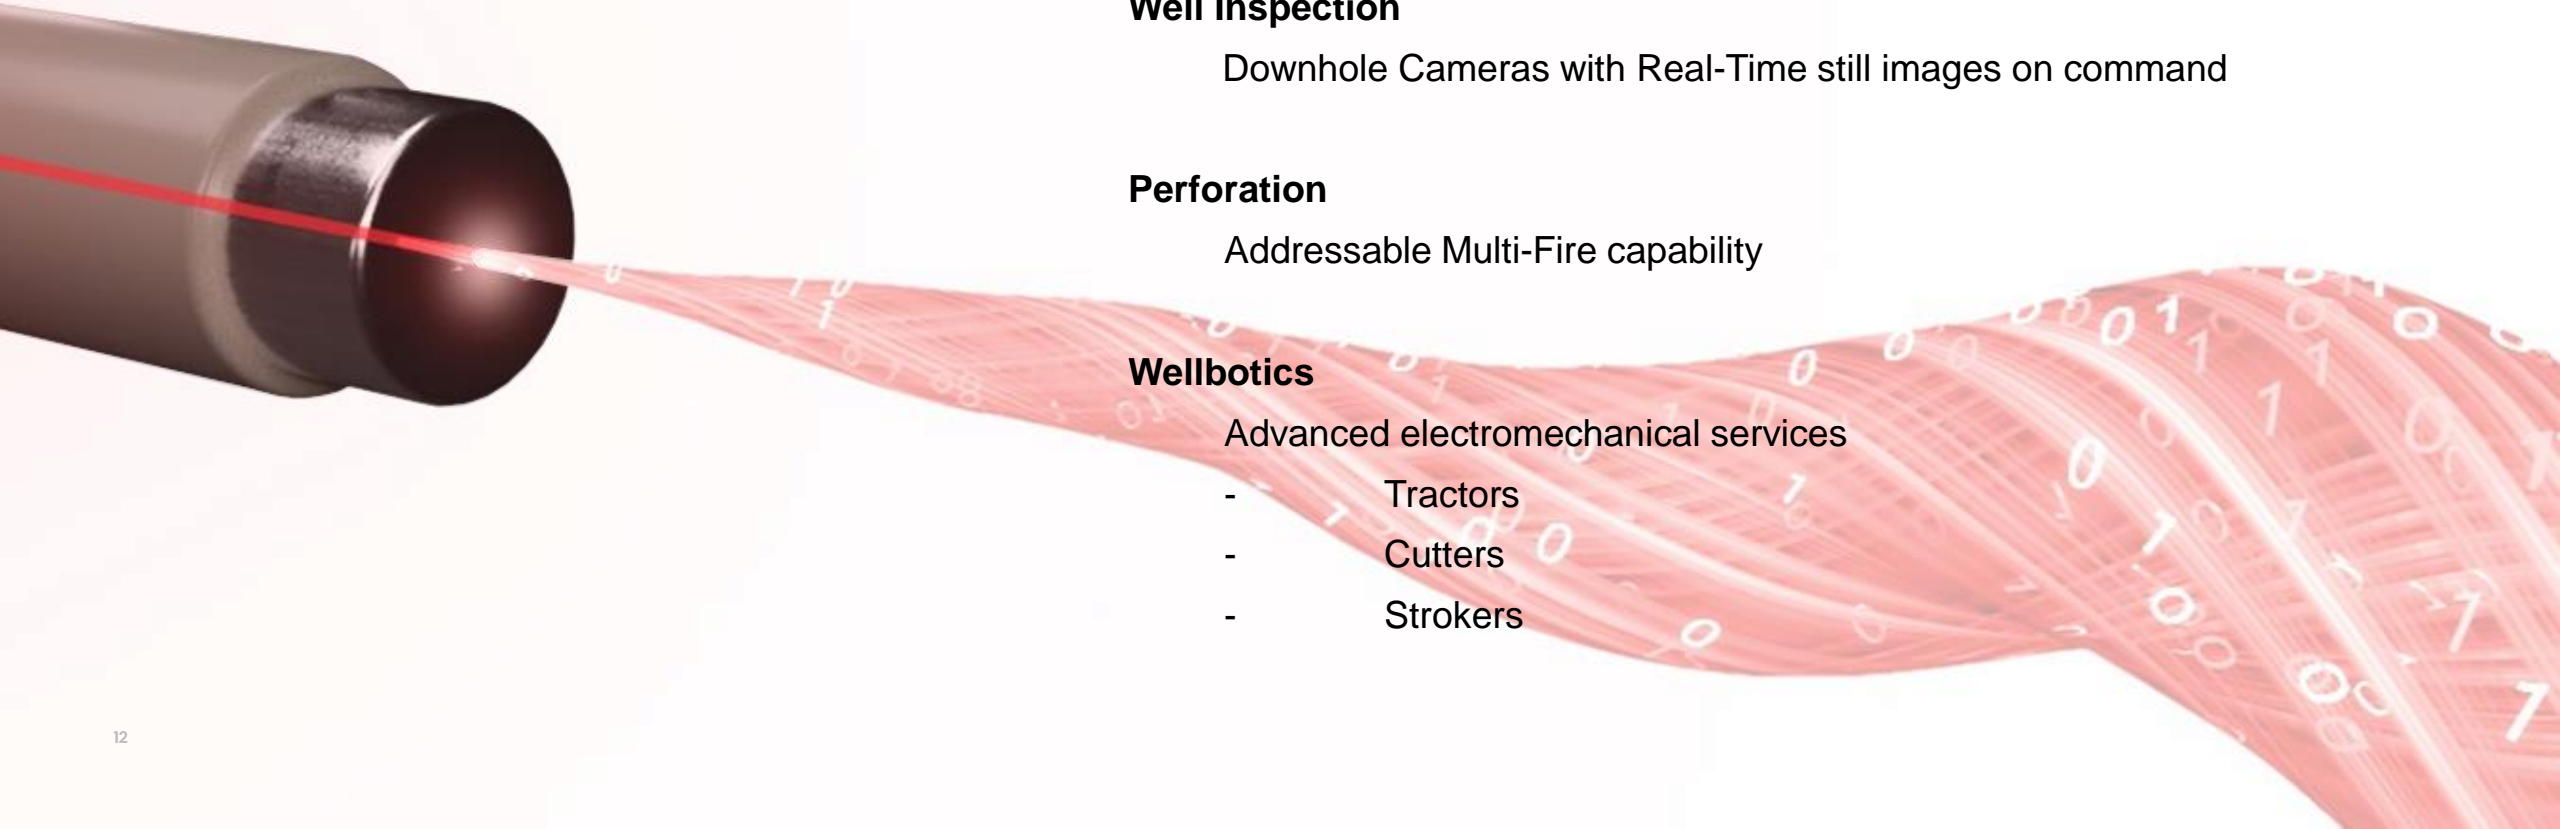 Well Inspection
Downhole Cameras with Real-Time still images on command
Perforation
Addressable Multi-Fire capability
Wellbotics
Advanced electromechanical services
- Tractors
- Cutters
- Strokers
12